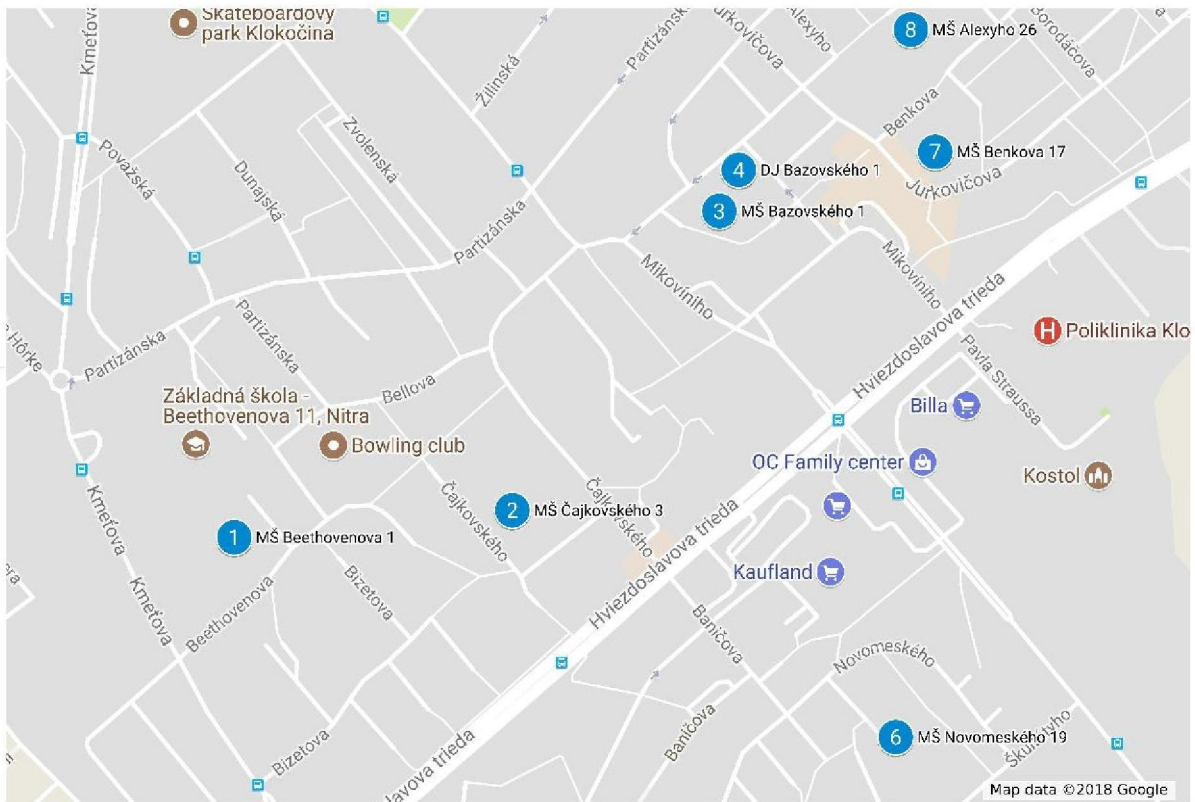 Skateboardový
park Klokočina
Kmeťova
Partizánska
Alexyho
Jurkovičova
8 MŠ Alexyho 26
Borodáčova
Žilinská
Považská
Zvolenská
Dunajská
Benkova
7 MŠ Benkova 17
4 DJ Bazovského 1
3 MŠ Bazovského 1
Jurkovičova
Partizánska
Mikovíniho
Mikovíniho
Hviezdoslavova trieda
Partizánska
Hôrke
Partizánska
H Poliklinika Klo
Pavla Straussa
Bellova
Základná škola -
Beethovenova 11, Nitra
Bowling club
Billa
OC Family center
Kostol
Čajkovského
Čajkovského
2 MŠ Čajkovského 3
1 MŠ Beethovenova 1
Kmeťova
Kmeťova
Hviezdoslavova trieda
Kaufland
Bizetova
Beethovenova
Baničova
Novomeského
Baničova
6 MŠ Novomeského 19
Škultétyho
Bizetova
lavova trieda
Map data ©2018 Google